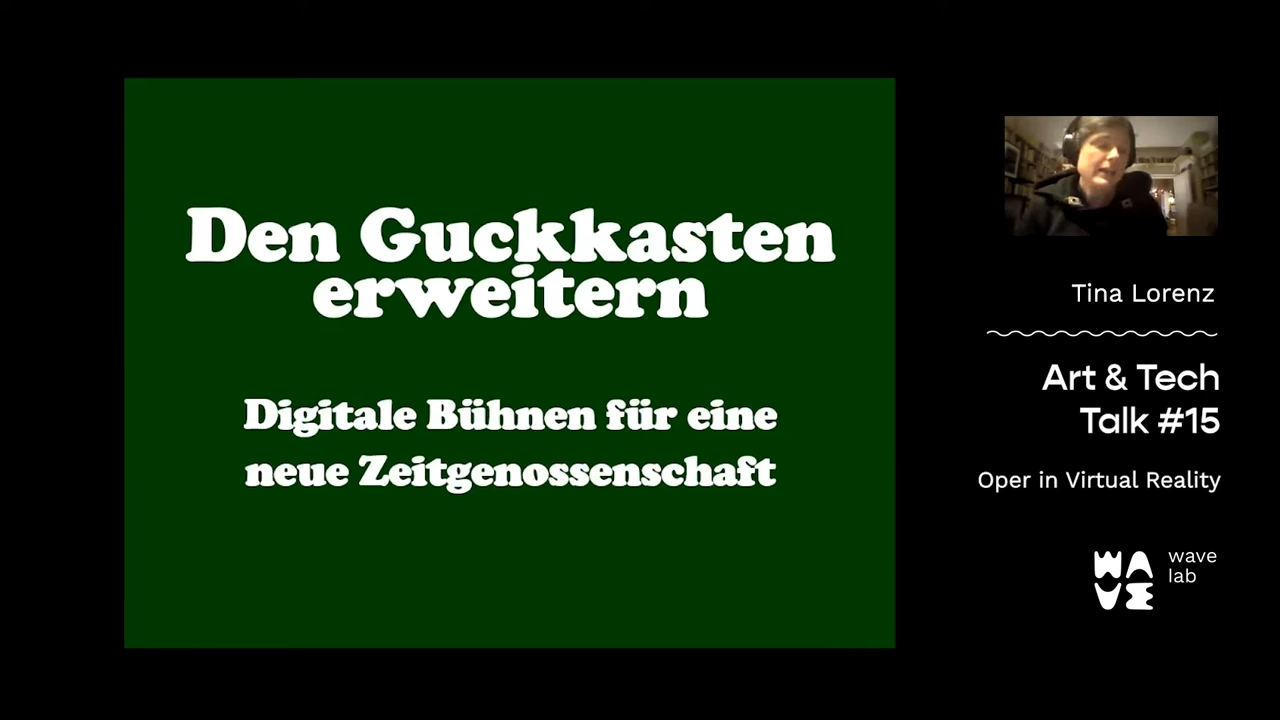 Den Guckkasten
erweitern
Digitale Bühnen für eine
neue Zeitgenossenschaft
Tina Lorenz
Art & Tech
Talk #15
Oper in Virtual Reality
WAVE
wave
lab